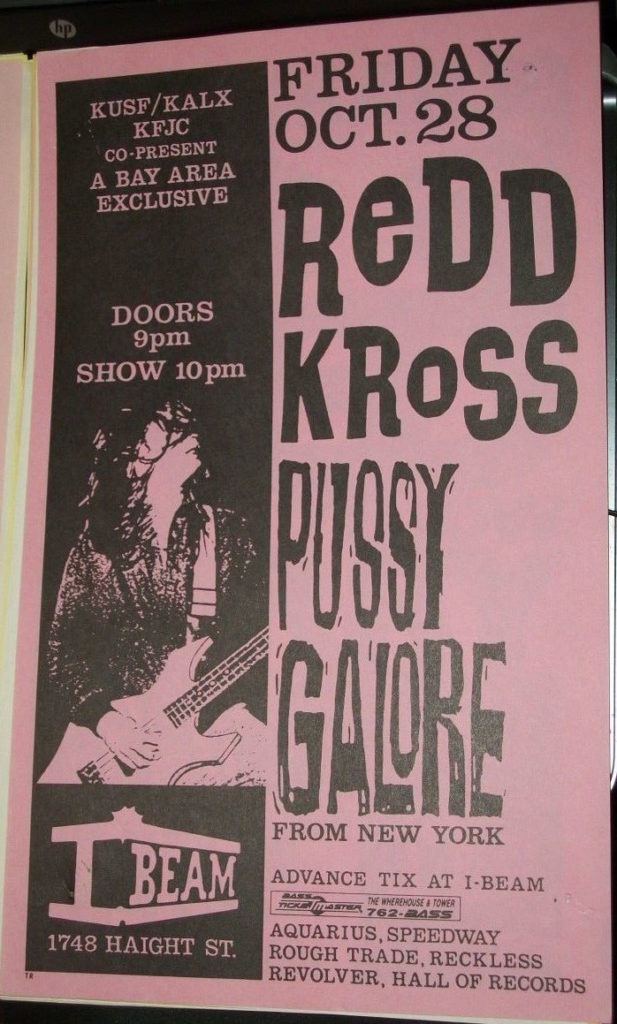 hp
KUSF/KALX
KFJC
CO-PRESENT
A BAY AREA
EXCLUSIVE
DOORS
9pm
SHOW 10pm
FRIDAY
OCT. 28
ReDD
KRoSS
PUSSY
GALORE
FROM NEW YORK
I BEAM
1748 HAIGHT ST.
ADVANCE TIX AT I-BEAM
BASS
TICKETMASTER
THE WHEREHOUSE & TOWER
762-BASS
AQUARIUS, SPEEDWAY
ROUGH TRADE, RECKLESS
REVOLVER, HALL OF RECORDS
TR